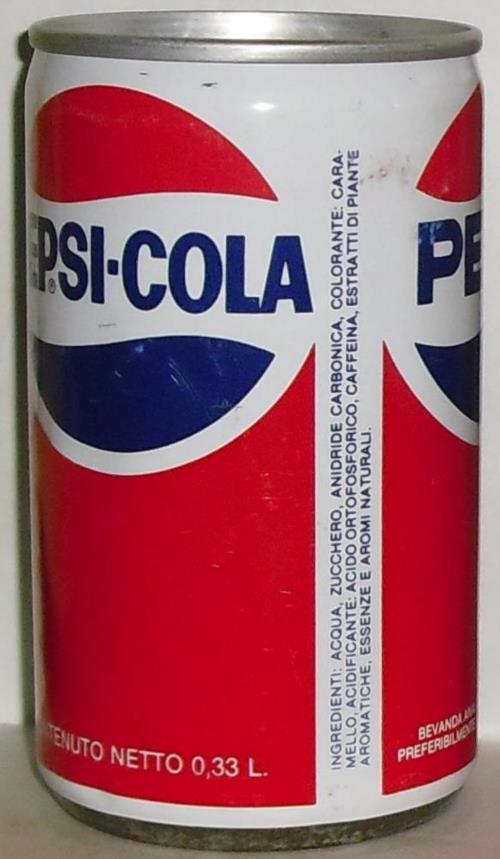 PSI-COLA
®
TENUTO NETTO 0,33 L.
INGREDIENTI: ACQUA, ZUCCHERO, ANIDRIDE CARBONICA, COLORANTE: CARA-
MELLO, ACIDIFICANTE: ACIDO ORTOFOSFORICO, CAFFEINA, ESTRATTI DI PIANTE
AROMATICHE, ESSENZE E AROMI NATURALI.
PE
BEVANDA ANA
PREFERIBILMENTE